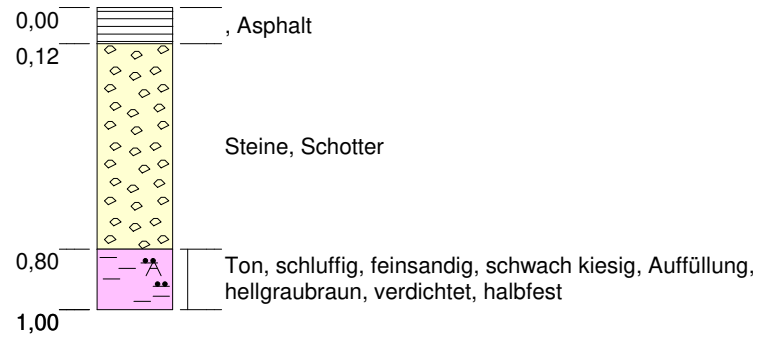 0,00
, Asphalt
0,12
Steine, Schotter
0,80
Ton, schluffig, feinsandig, schwach kiesig, Auffüllung,
hellgraubraun, verdichtet, halbfest
A
1,00